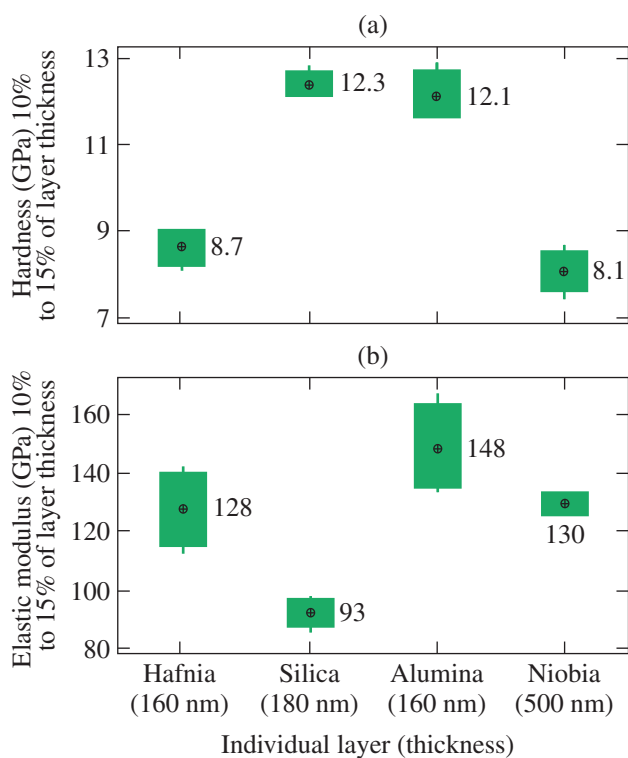 (a)
Hardness (GPa) 10%
to 15% of layer thickness
13
11
9
7
8.7
12.3
12.1
8.1
(b)
Elastic modulus (GPa) 10%
to 15% of layer thickness
160
140
120
100
80
128
93
148
130
Hafnia
(160 nm)
Silica
(180 nm)
Alumina
(160 nm)
Niobia
(500 nm)
Individual layer (thickness)